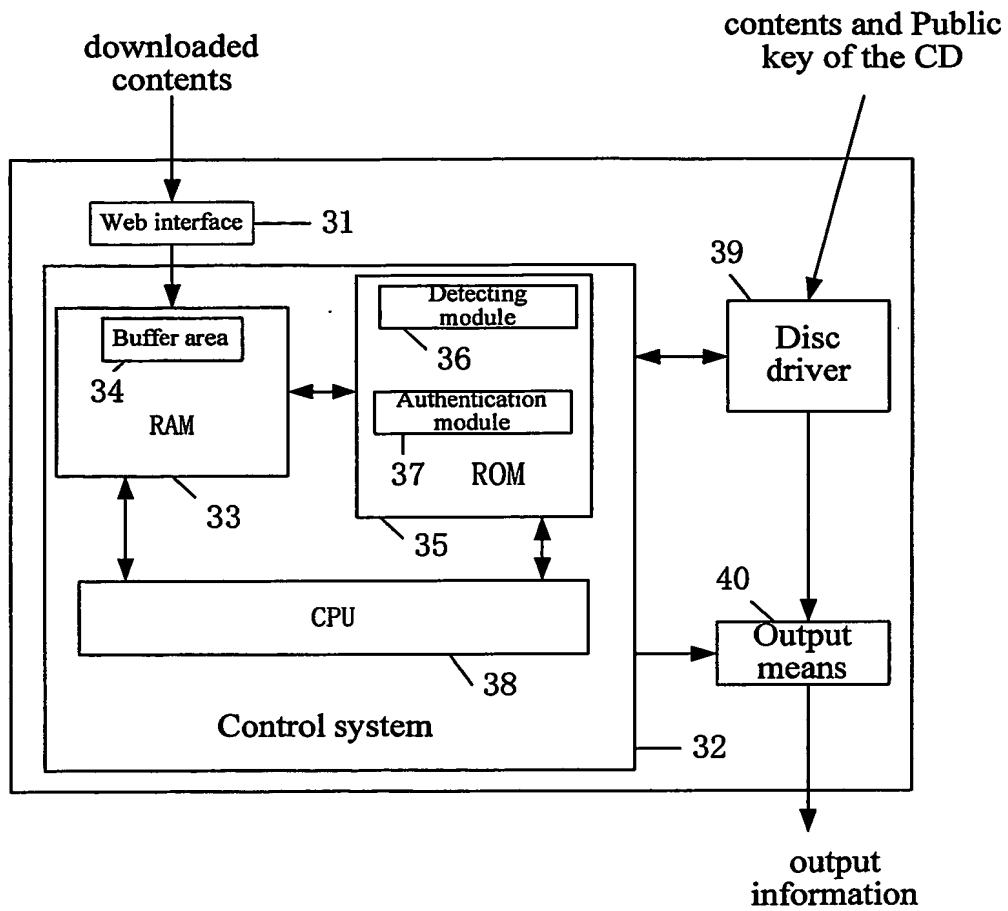 downloaded
contents
contents and Public
key of the CD
Web interface
31
39
Detecting
module
36
Buffer area
34
RAM
33
Authentication
module
37
ROM
35
Disc
driver
CPU
38
40
Output
means
Control system
32
output
information